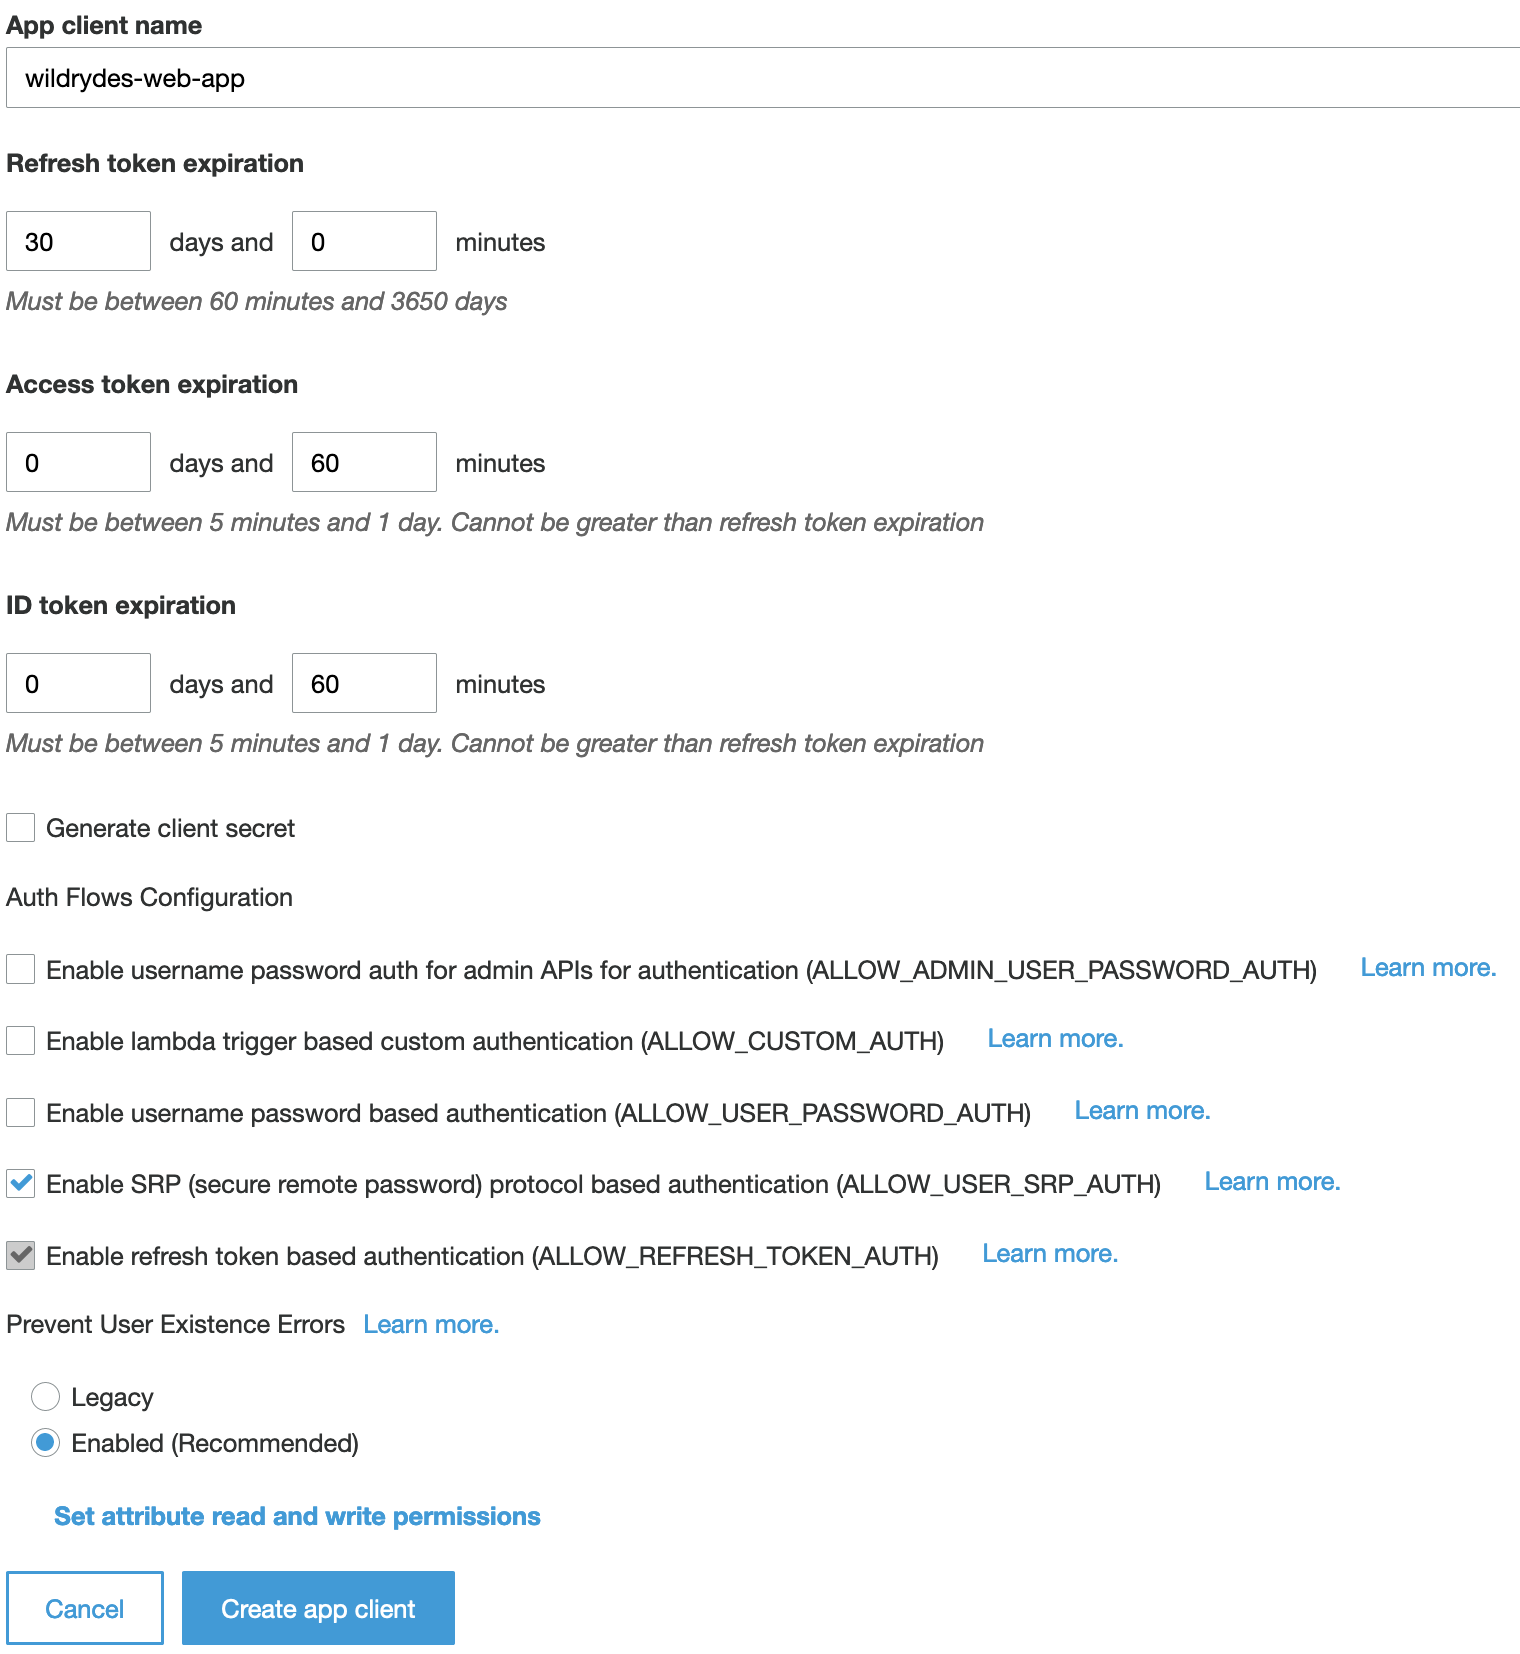 App client name
wildrydes-web-app
Refresh token expiration
30 days and 0 minutes
Must be between 60 minutes and 3650 days
Access token expiration
0 days and 60 minutes
Must be between 5 minutes and 1 day. Cannot be greater than refresh token expiration
ID token expiration
0 days and 60 minutes
Must be between 5 minutes and 1 day. Cannot be greater than refresh token expiration
Generate client secret
Auth Flows Configuration
Enable username password auth for admin APIs for authentication (ALLOW_ADMIN_USER_PASSWORD_AUTH) Learn more.
Enable lambda trigger based custom authentication (ALLOW_CUSTOM_AUTH) Learn more.
Enable username password based authentication (ALLOW_USER_PASSWORD_AUTH) Learn more.
Enable SRP (secure remote password) protocol based authentication (ALLOW_USER_SRP_AUTH) Learn more.
Enable refresh token based authentication (ALLOW_REFRESH_TOKEN_AUTH) Learn more.
Prevent User Existence Errors Learn more.
Legacy
Enabled (Recommended)
Set attribute read and write permissions
Cancel Create app client